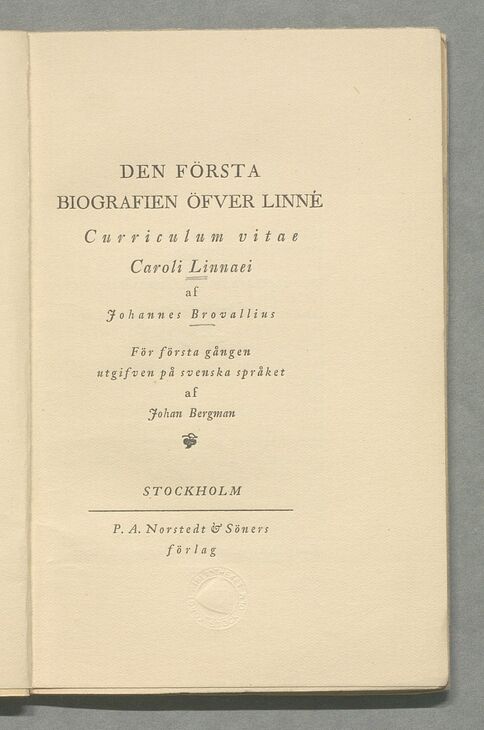 DEN FÖRSTA
BIOGRAFIEN ÖFVER LINNÉ
Curriculum vitae
Caroli Linnaei
af
Johannes Brovallius
För första gången
utgifven på svenska språket
af
Johan Bergman
STOCKHOLM
P. A. Norstedt & Söners
förlag